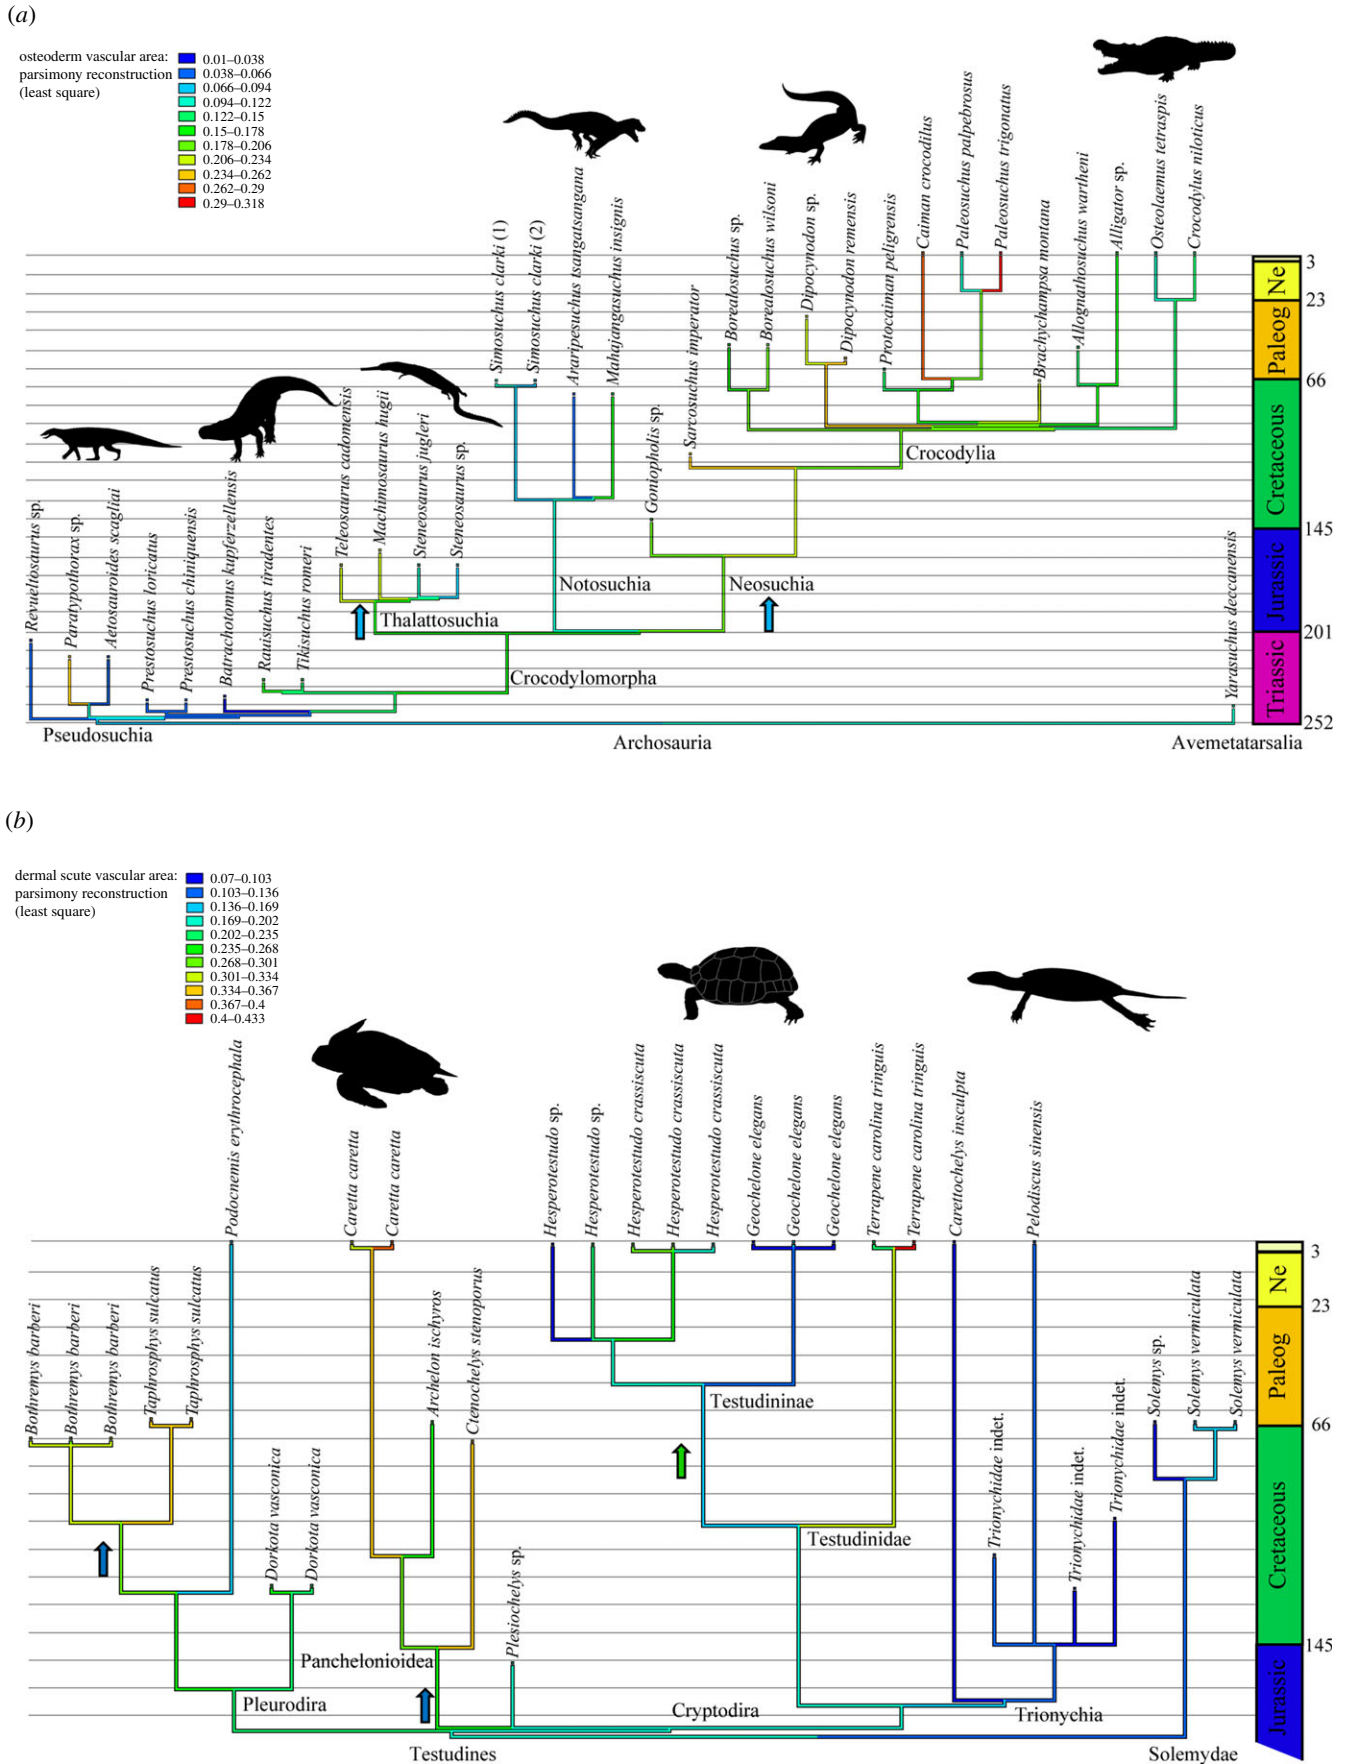 (a)
osteoderm vascular area:
parsimony reconstruction
(least square)
0.01–0.038
0.038–0.066
0.066–0.094
0.094–0.122
0.122–0.15
0.15–0.178
0.178–0.206
0.206–0.234
0.234–0.262
0.262–0.29
0.29–0.318
Revueltosaurus sp.
Paratypothorax sp.
Aetosauroides scagliai
Prestosuchus loricatus
Prestosuchus chiniquensis
Batrachotomus kupferzellensis
Rauisuchus tiradentes
Tikisuchus romeri
Teleosaurus cadomensis
Machimosaurus hugii
Steneosaurus jugleri
Steneosaurus sp.
Simosuchus clarki (1)
Simosuchus clarki (2)
Araripesuchus tsangatsangana
Mahajangasuchus insignis
Goniopholis sp.
Sarcosuchus imperator
Borealosuchus sp.
Borealosuchus wilsoni
Dipocynodon sp.
Dipocynodon remensis
Protocaiman peligrensis
Caiman crocodilus
Paleosuchus palpebrosus
Paleosuchus trigonatus
Brachychampsa montana
Allognathosuchus wartheni
Alligator sp.
Osteolaemus tetraspis
Crocodylus niloticus
Yarasuchus deccanensis
Crocodylia
Notosuchia
Neosuchia
Thalattosuchia
Crocodylomorpha
Pseudosuchia
Archosauria
Avemetatarsalia
Ne
Paleog
Cretaceous
Jurassic
Triassic
3
23
66
145
201
252
(b)
dermal scute vascular area:
parsimony reconstruction
(least square)
0.07–0.103
0.103–0.136
0.136–0.169
0.169–0.202
0.202–0.235
0.235–0.268
0.268–0.301
0.301–0.334
0.334–0.367
0.367–0.4
0.4–0.433
Bothremys barberi
Bothremys barberi
Bothremys barberi
Taphrosphys sulcatus
Taphrosphys sulcatus
Podocnemis erythrocephala
Dorkota vasconica
Dorkota vasconica
Caretta caretta
Caretta caretta
Archelon ischyros
Ctenochelys stenoporus
Plesiochelys sp.
Hesperotestudo sp.
Hesperotestudo sp.
Hesperotestudo crassiscuta
Hesperotestudo crassiscuta
Hesperotestudo crassiscuta
Geochelone elegans
Geochelone elegans
Geochelone elegans
Terrapene carolina tringuis
Terrapene carolina tringuis
Carettochelys insculpta
Trionychidae indet.
Pelodiscus sinensis
Trionychidae indet.
Trionychidae indet.
Solemys sp.
Solemys vermiculata
Solemys vermiculata
Testudininae
Testudinidae
Panchelonioidea
Pleurodira
Cryptodira
Trionychia
Testudines
Solemydae
Ne
Paleog
Cretaceous
Jurassic
3
23
66
145